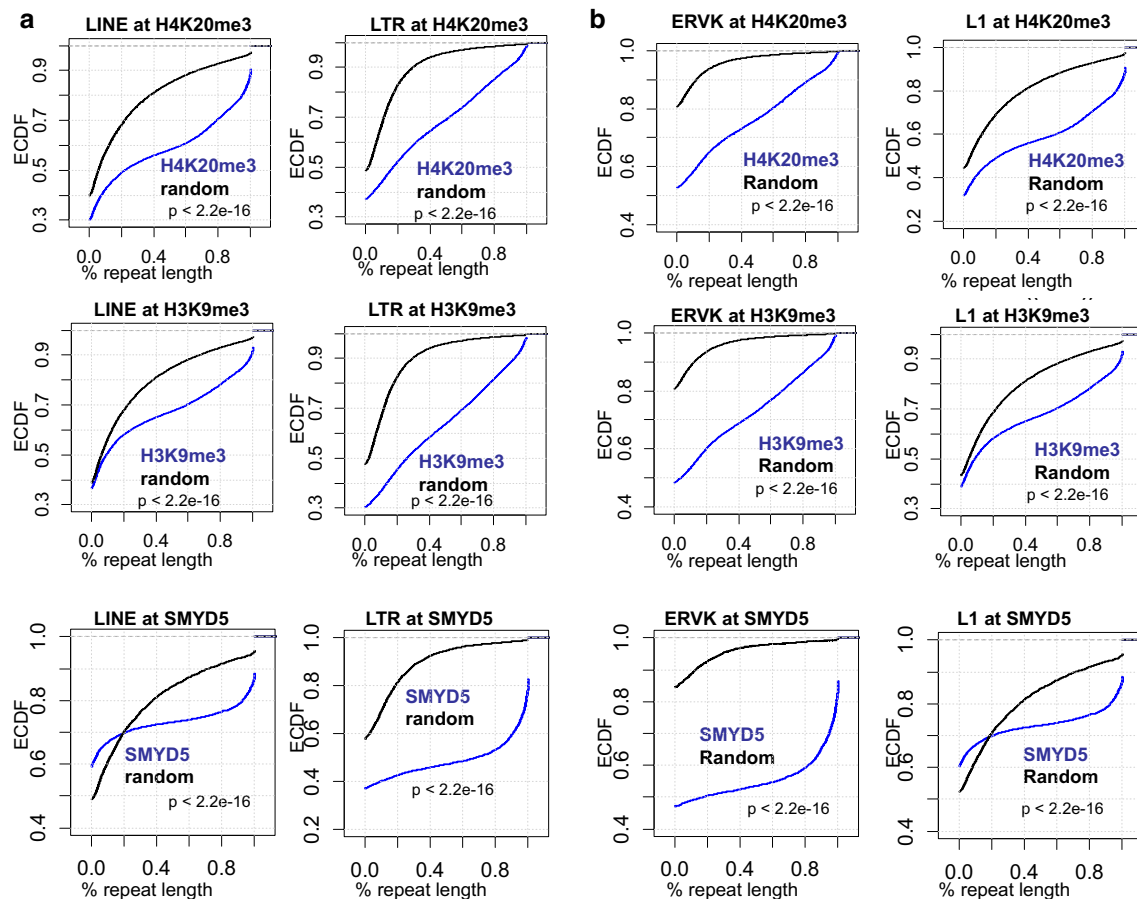 a
b
LINE at H4K20me3
LTR at H4K20me3
ERVK at H4K20me3
L1 at H4K20me3
ECDF
0.3 0.5 0.7 0.9
H4K20me3
random
p < 2.2e-16
0.0 0.4 0.8
% repeat length
ECDF
0.3 0.5 0.7 0.9
H4K20me3
random
p < 2.2e-16
0.0 0.4 0.8
% repeat length
ECDF
0.4 0.6 0.8 1.0
H4K20me3
Random
p < 2.2e-16
0.0 0.4 0.8
% repeat length
ECDF
0.2 0.4 0.6 0.8 1.0
H4K20me3
Random
p < 2.2e-16
0.0 0.4 0.8
% repeat length
LINE at H3K9me3
LTR at H3K9me3
ERVK at H3K9me3
L1 at H3K9me3
ECDF
0.3 0.5 0.7 0.9
H3K9me3
random
p < 2.2e-16
0.0 0.4 0.8
% repeat length
ECDF
0.3 0.5 0.7 0.9
H3K9me3
random
p < 2.2e-16
0.0 0.4 0.8
% repeat length
ECDF
0.4 0.6 0.8 1.0
H3K9me3
Random
p < 2.2e-16
0.0 0.4 0.8
% repeat length
ECDF
0.3 0.5 0.7 0.9
H3K9me3
Random
p < 2.2e-16
0.0 0.4 0.8
% repeat length
LINE at SMYD5
LTR at SMYD5
ERVK at SMYD5
L1 at SMYD5
ECDF
0.4 0.6 0.8 1.0
SMYD5
random
p < 2.2e-16
0.0 0.4 0.8
% repeat length
ECDF
0.2 0.4 0.6 0.8 1.0
SMYD5
random
p < 2.2e-16
0.0 0.4 0.8
% repeat length
ECDF
0.4 0.6 0.8 1.0
SMYD5
Random
p < 2.2e-16
0.0 0.4 0.8
% repeat length
ECDF
0.4 0.6 0.8 1.0
SMYD5
Random
p < 2.2e-16
0.0 0.4 0.8
% repeat length